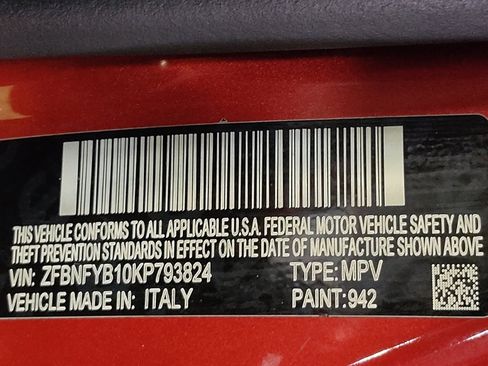 THIS VEHICLE CONFORMS TO ALL APPLICABLE U.S.A. FEDERAL MOTOR VEHICLE SAFETY AND
THEFT PREVENTION STANDARDS IN EFFECT ON THE DATE OF MANUFACTURE SHOWN ABOVE
VIN: ZFBNFYB10KP793824 TYPE: MPV
VEHICLE MADE IN: ITALY PAINT: 942